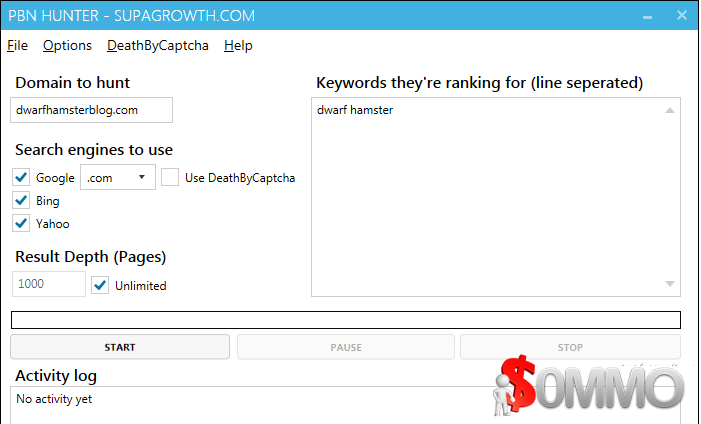 PBN HUNTER - SUPAGROWTH.COM
File Options DeathByCaptcha Help
Domain to hunt
dwarfhamsterblog.com
Keywords they're ranking for (line seperated)
dwarf hamster
Search engines to use
Google .com Use DeathByCaptcha
Bing
Yahoo
Result Depth (Pages)
1000 Unlimited
START PAUSE STOP
Activity log
No activity yet
$0MMO